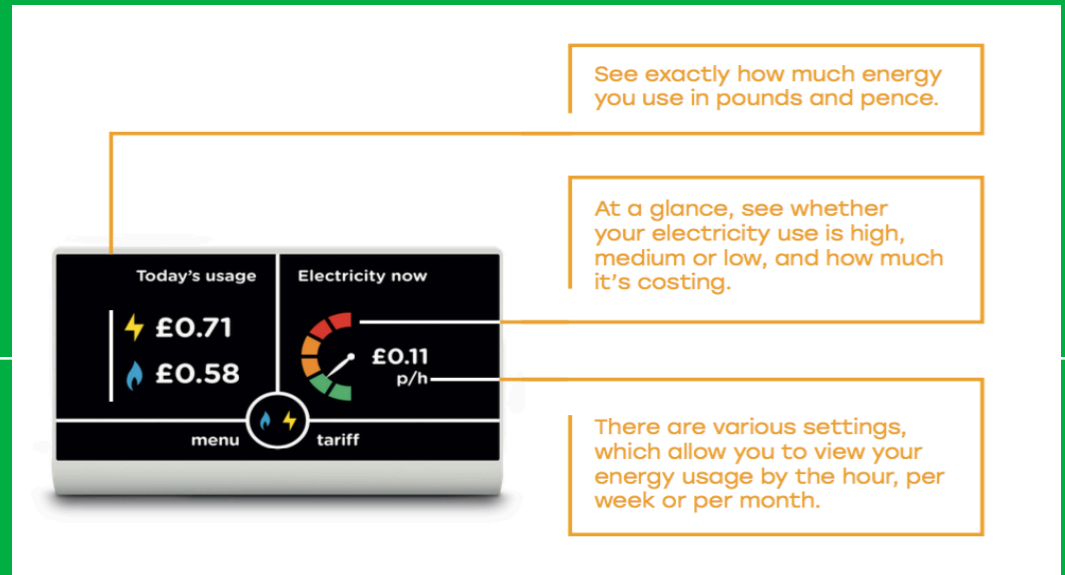 See exactly how much energy
you use in pounds and pence.
At a glance, see whether
your electricity use is high,
medium or low, and how much
it's costing.
Today's usage
Electricity now
£0.71
£0.58
£0.11
p/h
menu
tariff
There are various settings,
which allow you to view your
energy usage by the hour, per
week or per month.